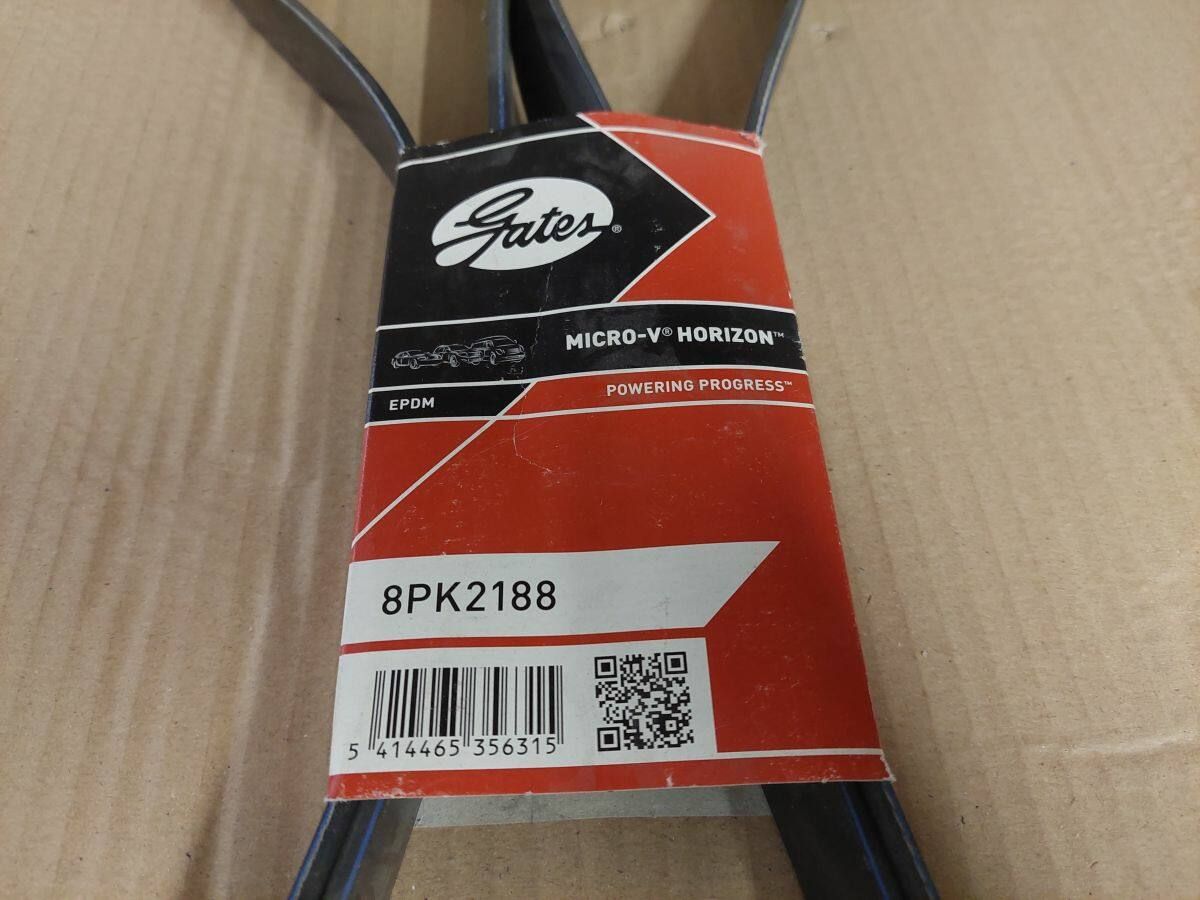 Gates®
MICRO-V® HORIZON™
POWERING PROGRESS™
EPDM
8PK2188
5 414465 356315